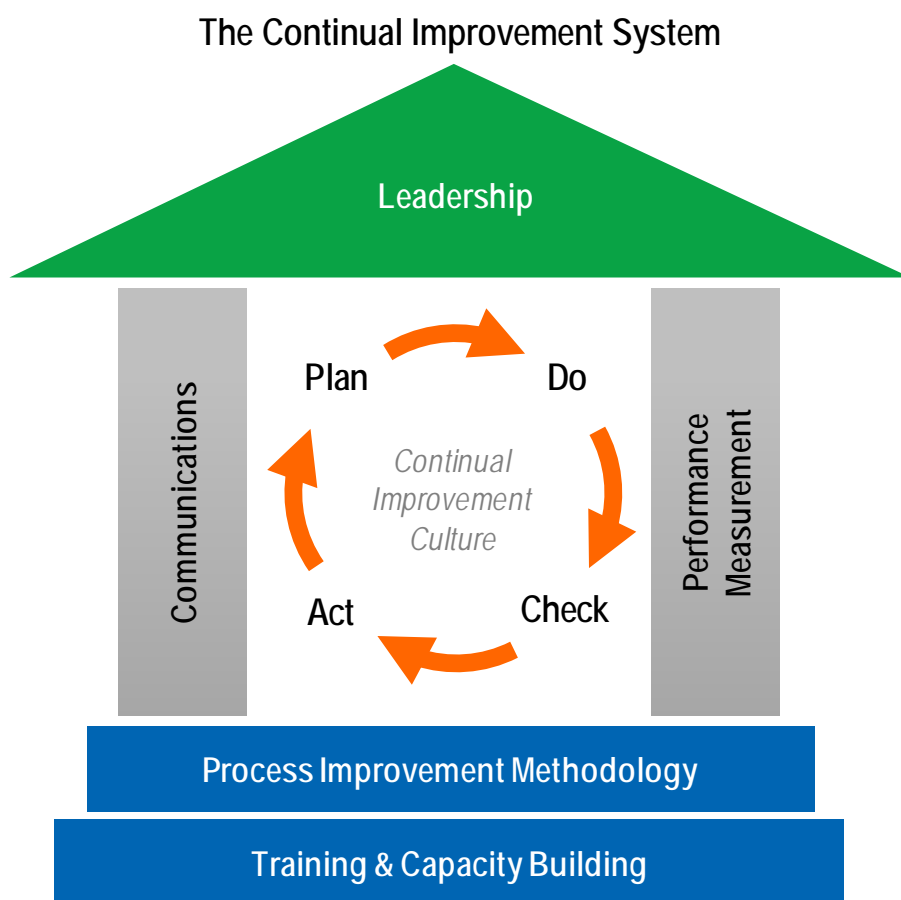 The Continual Improvement System
Leadership
Plan
Do
Communications
Continual
Improvement
Culture
Performance
Measurement
Act
Check
Process Improvement Methodology
Training & Capacity Building